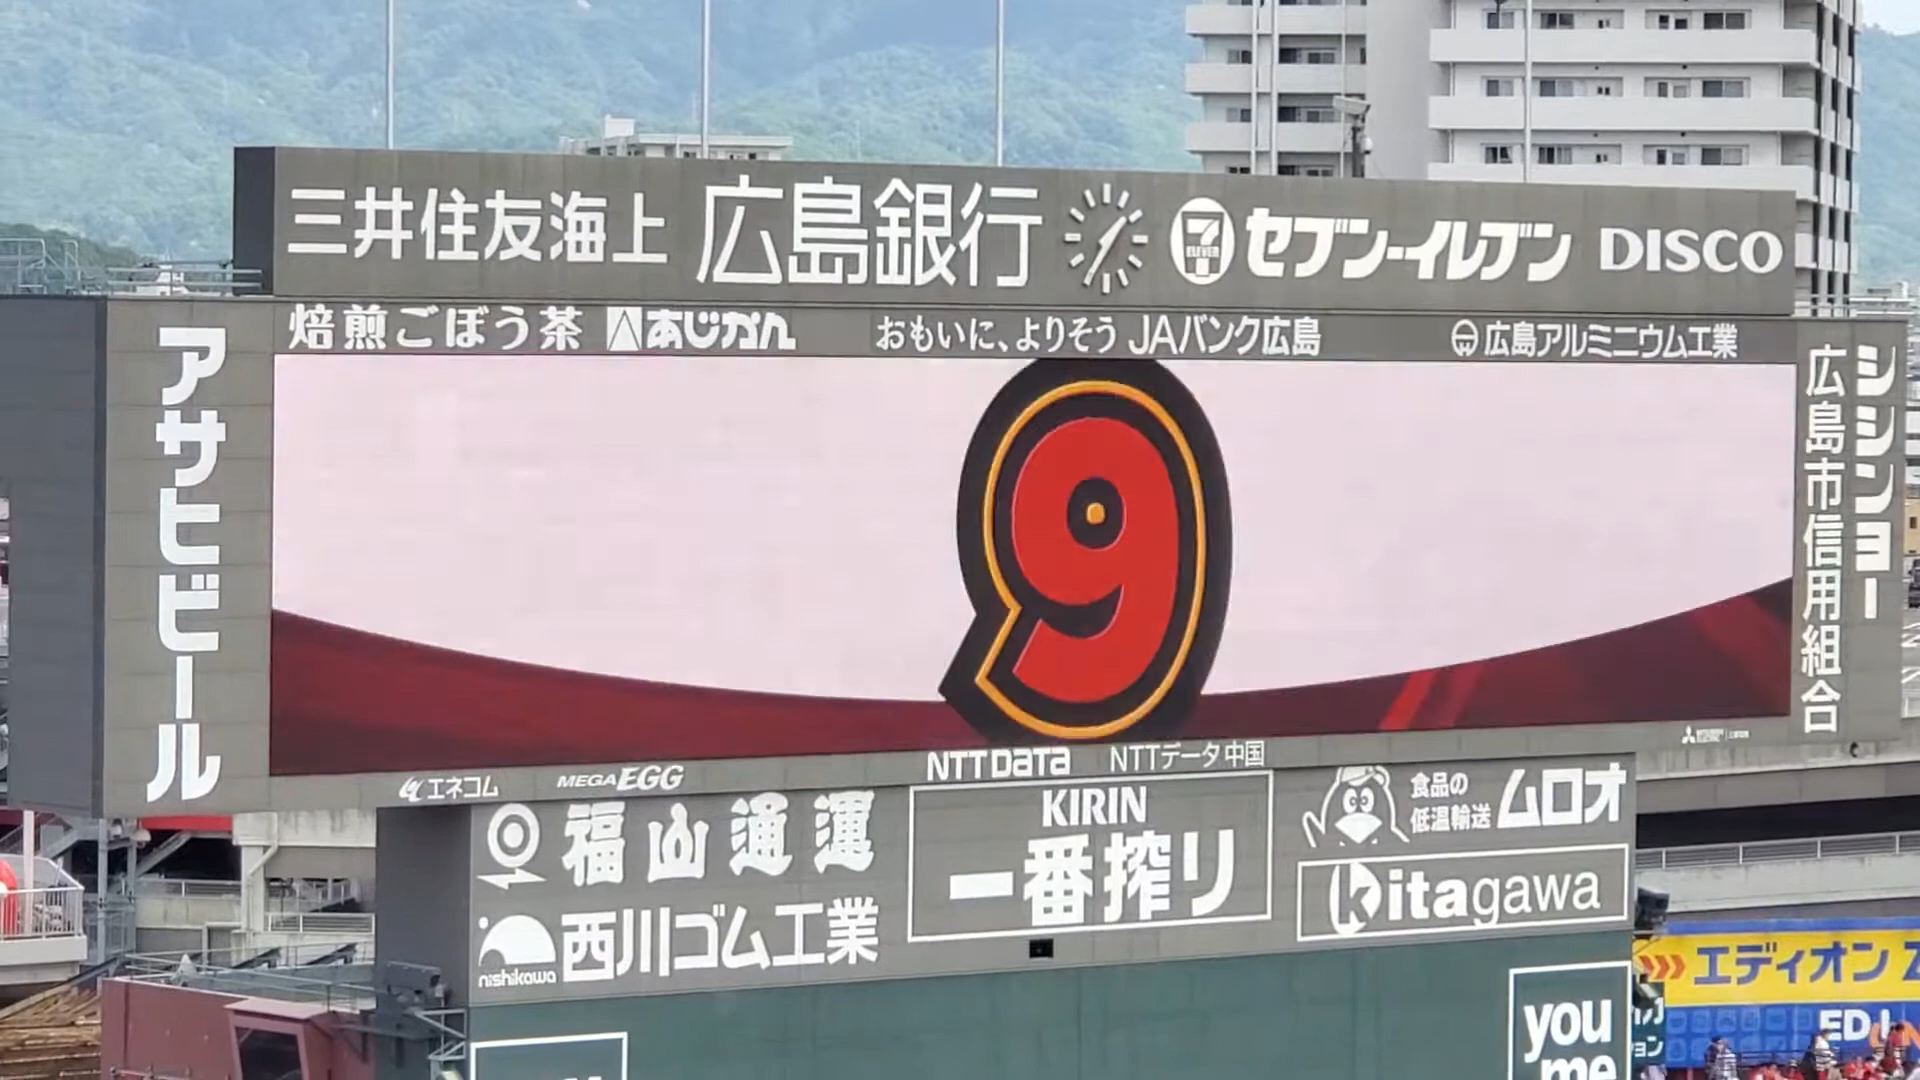 三井住友海上 広島銀行 7 ELEVEN セブン-イレブン DISCO
焙煎ごぼう茶 あじかん おもいに、よりそう JAバンク広島 広島アルミニウム工業
アサヒビール
9
シシンヨー
広島市信用組合
エネコム MEGA EGG NTT DATA NTTデータ中国
福山通運
KIRIN
一番搾り
食品の
低温輸送 ムロオ
nishikawa 西川ゴム工業
kitagawa
エディオン
you
me